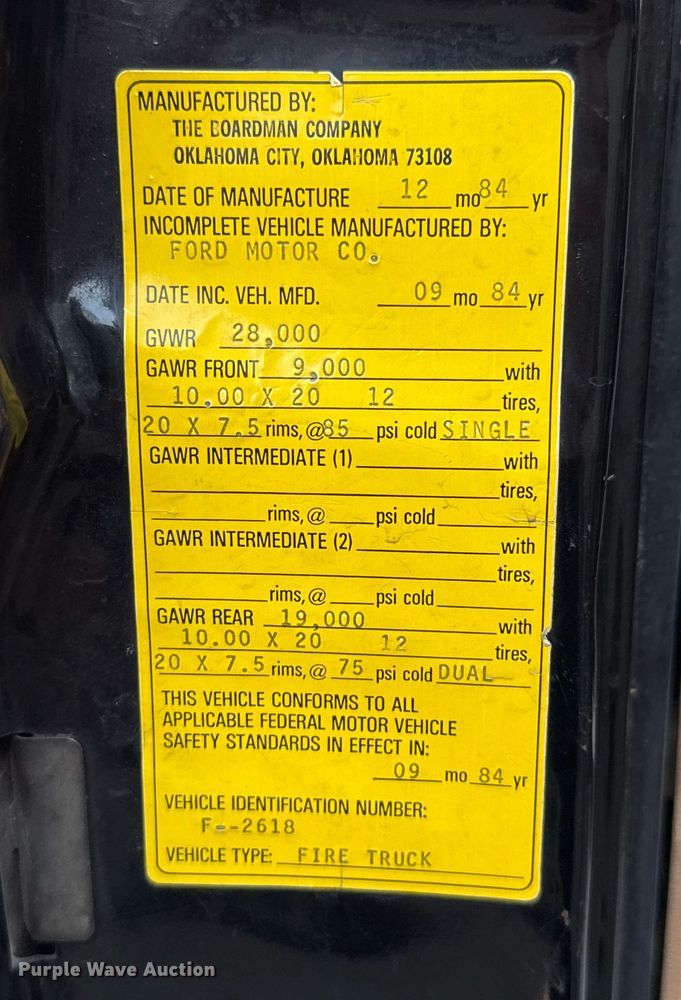 MANUFACTURED BY:
THE BOARDMAN COMPANY
OKLAHOMA CITY, OKLAHOMA 73108
DATE OF MANUFACTURE 12 mo 84 yr
INCOMPLETE VEHICLE MANUFACTURED BY:
FORD MOTOR CO.
DATE INC. VEH. MFD. 09 mo 84 yr
GVWR 28,000
GAWR FRONT 9,000 with
10.00 X 20 12 tires,
20 X 7.5 rims, @ 85 psi cold SINGLE
GAWR INTERMEDIATE (1) with
tires,
rims, @ psi cold
GAWR INTERMEDIATE (2) with
tires,
rims, @ psi cold
GAWR REAR 19,000 with
10.00 X 20 12 tires,
20 X 7.5 rims, @ 75 psi cold DUAL
THIS VEHICLE CONFORMS TO ALL
APPLICABLE FEDERAL MOTOR VEHICLE
SAFETY STANDARDS IN EFFECT IN:
09 mo 84 yr
VEHICLE IDENTIFICATION NUMBER:
F--2618
VEHICLE TYPE: FIRE TRUCK
Purple Wave Auction